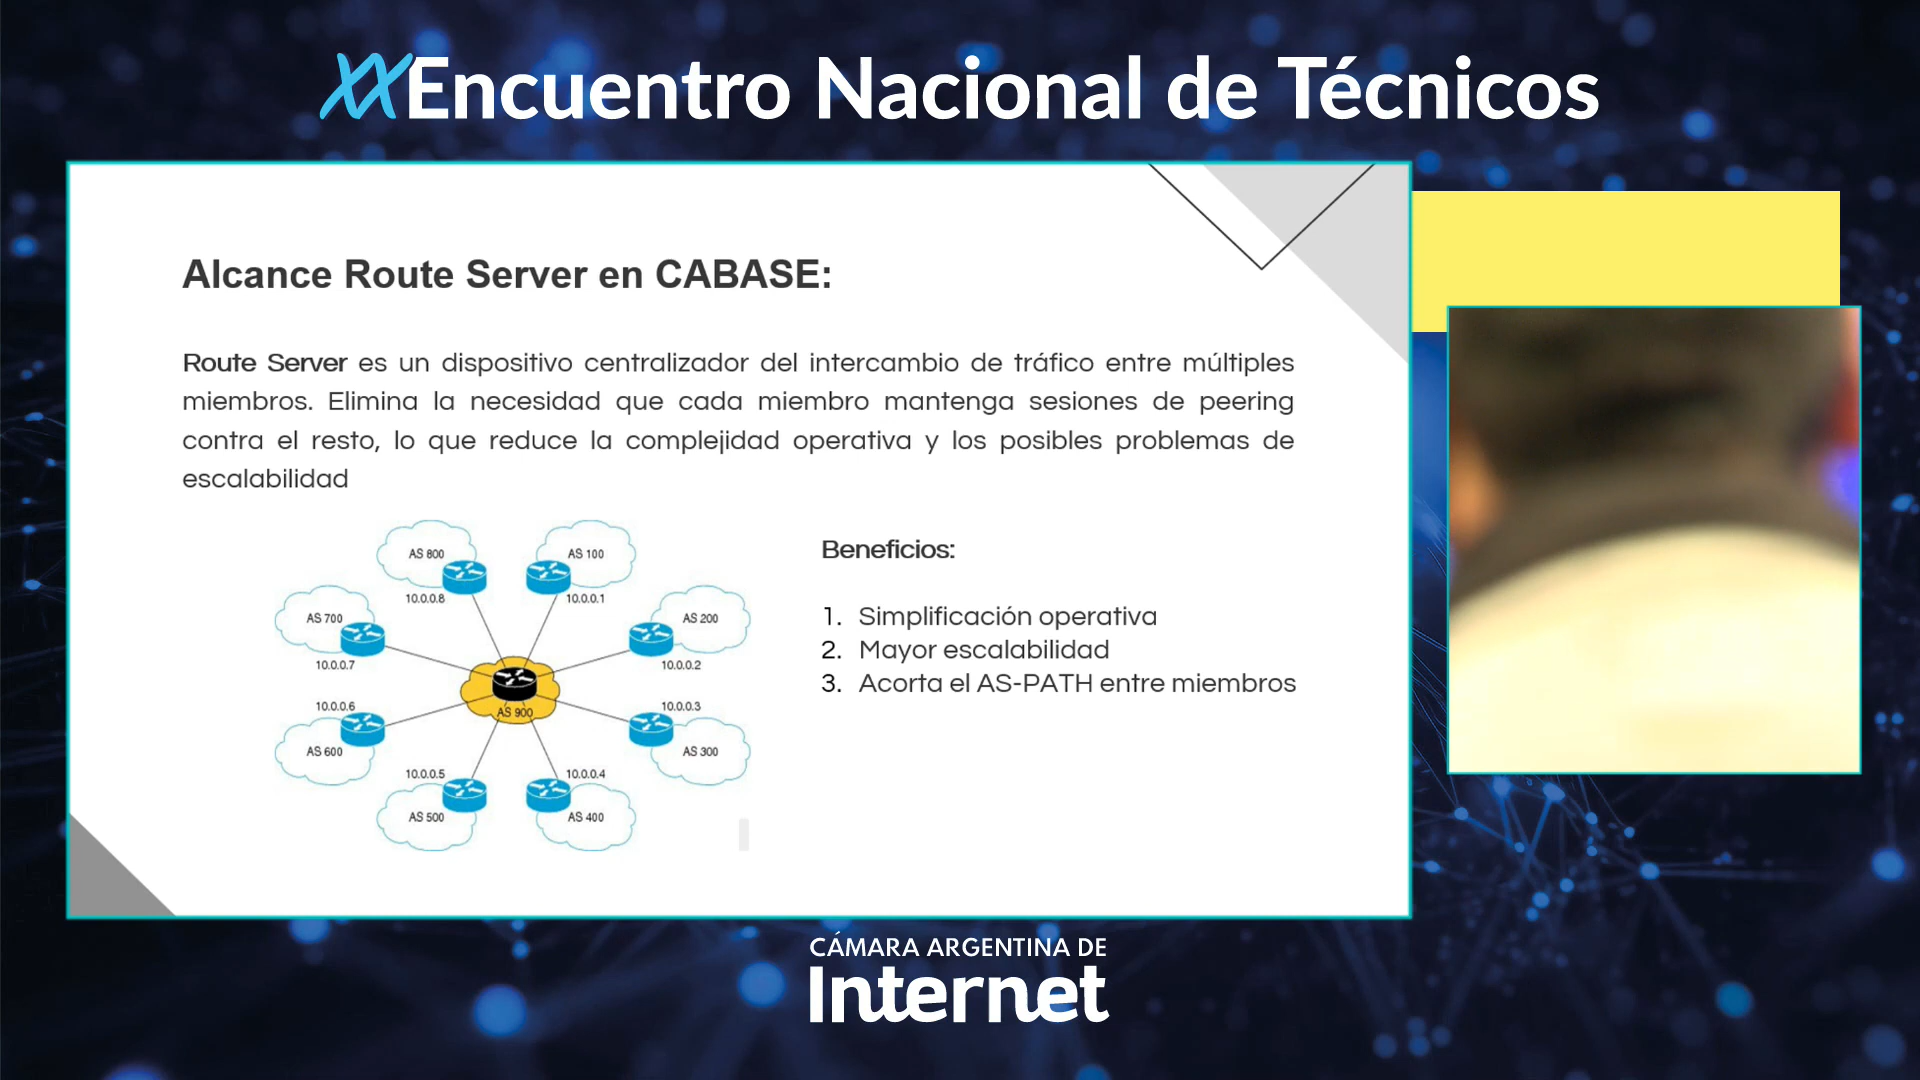 XX Encuentro Nacional de Técnicos
Alcance Route Server en CABASE:
Route Server es un dispositivo centralizador del intercambio de tráfico entre múltiples
miembros. Elimina la necesidad que cada miembro mantenga sesiones de peering
contra el resto, lo que reduce la complejidad operativa y los posibles problemas de
escalabilidad
AS 800
10.0.0.8
AS 100
10.0.0.1
AS 700
10.0.0.7
AS 200
10.0.0.2
AS 900
10.0.0.6
AS 600
10.0.0.3
AS 300
10.0.0.5
AS 500
10.0.0.4
AS 400
Beneficios:
1. Simplificación operativa
2. Mayor escalabilidad
3. Acorta el AS-PATH entre miembros
CÁMARA ARGENTINA DE
Internet